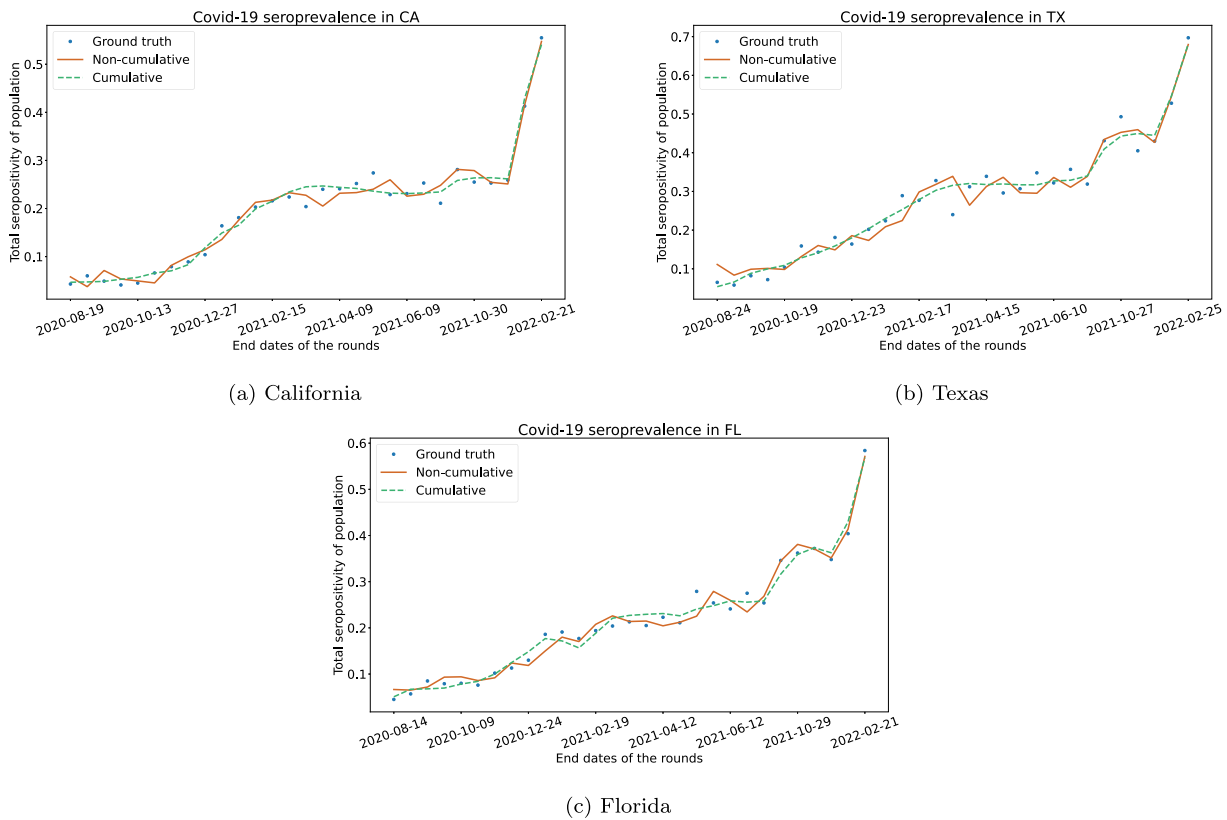 Covid-19 seroprevalence in CA
Total seropositivity of population
0.5
0.4
0.3
0.2
0.1
Ground truth
Non-cumulative
Cumulative
2020-08-19
2020-10-13
2020-12-27
2021-02-15
2021-04-09
2021-06-09
2021-10-30
2022-02-21
End dates of the rounds
(a) California
Covid-19 seroprevalence in TX
Total seropositivity of population
0.7
0.6
0.5
0.4
0.3
0.2
0.1
Ground truth
Non-cumulative
Cumulative
2020-08-24
2020-10-19
2020-12-23
2021-02-17
2021-04-15
2021-06-10
2021-10-27
2022-02-25
End dates of the rounds
(b) Texas
Covid-19 seroprevalence in FL
Total seropositivity of population
0.6
0.5
0.4
0.3
0.2
0.1
Ground truth
Non-cumulative
Cumulative
2020-08-14
2020-10-09
2020-12-24
2021-02-19
2021-04-12
2021-06-12
2021-10-29
2022-02-21
End dates of the rounds
(c) Florida